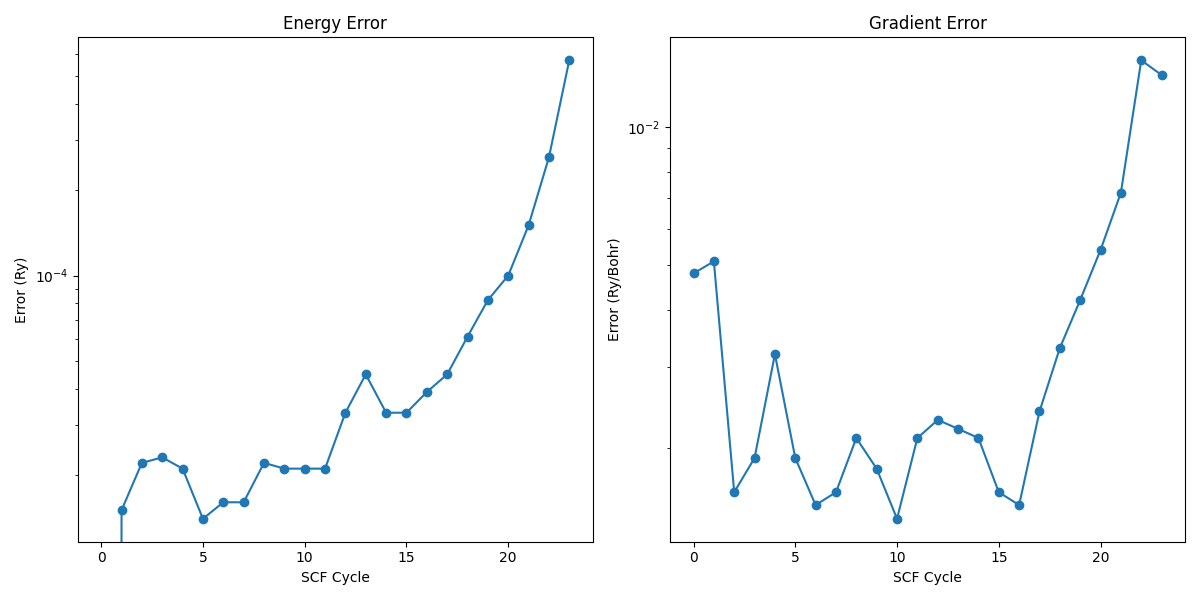 Energy Error
Error (Ry)
10⁻⁴
0 5 10 15 20
SCF Cycle
Gradient Error
Error (Ry/Bohr)
10⁻²
0 5 10 15 20
SCF Cycle